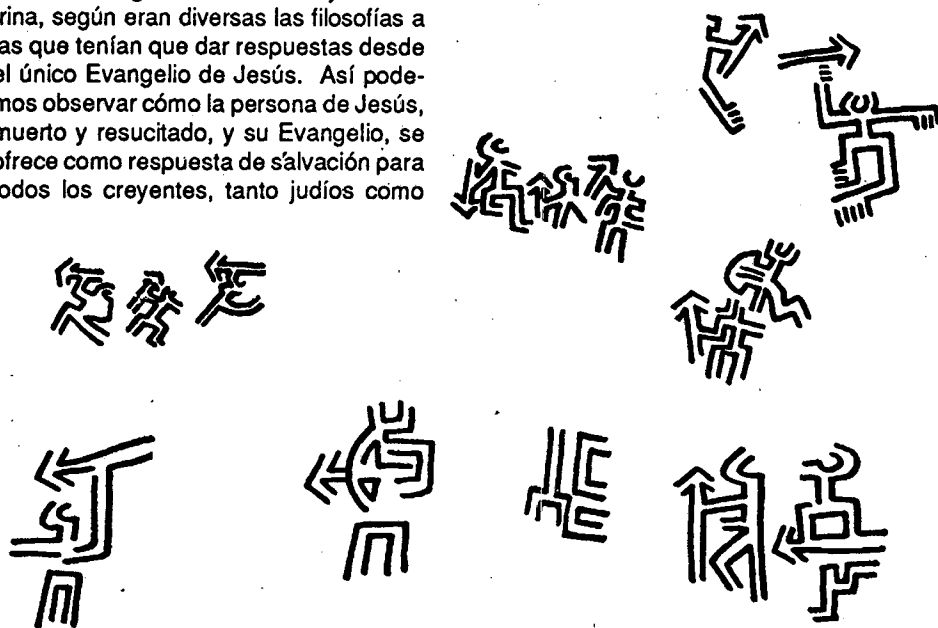 rina, según eran diversas las filosofías a
as que tenían que dar respuestas desde
el único Evangelio de Jesús. Así pode-
mos observar cómo la persona de Jesús,
muerto y resucitado, y su Evangelio, se
ofrece como respuesta de salvación para
odos los creyentes, tanto judíos como